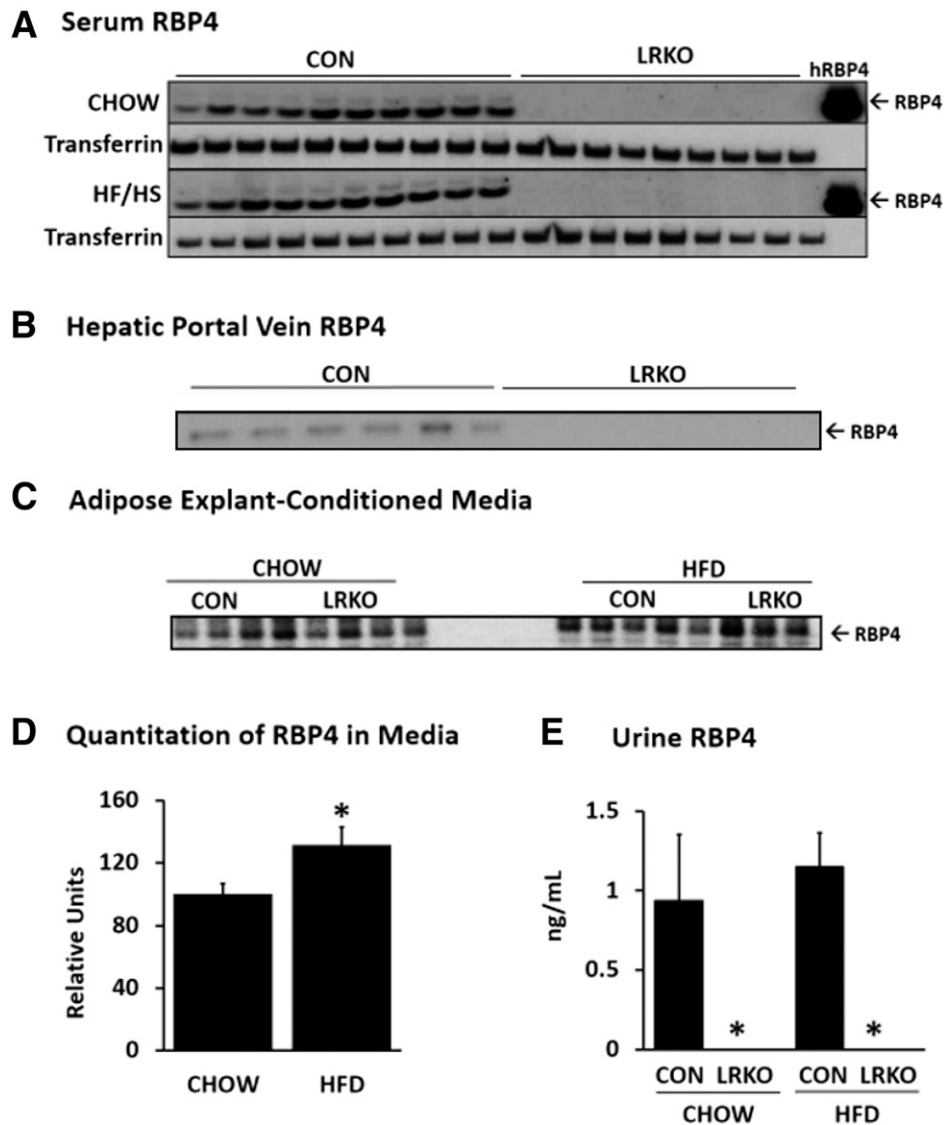 A Serum RBP4
CON LRKO hRBP4
CHOW ← RBP4
Transferrin
HF/HS ← RBP4
Transferrin
B Hepatic Portal Vein RBP4
CON LRKO
← RBP4
C Adipose Explant-Conditioned Media
CHOW HFD
CON LRKO CON LRKO
← RBP4
D Quantitation of RBP4 in Media
Relative Units
160
120
80
40
0
*
CHOW HFD
E Urine RBP4
ng/mL
1.5
1
0.5
0
* *
CON LRKO CON LRKO
CHOW HFD